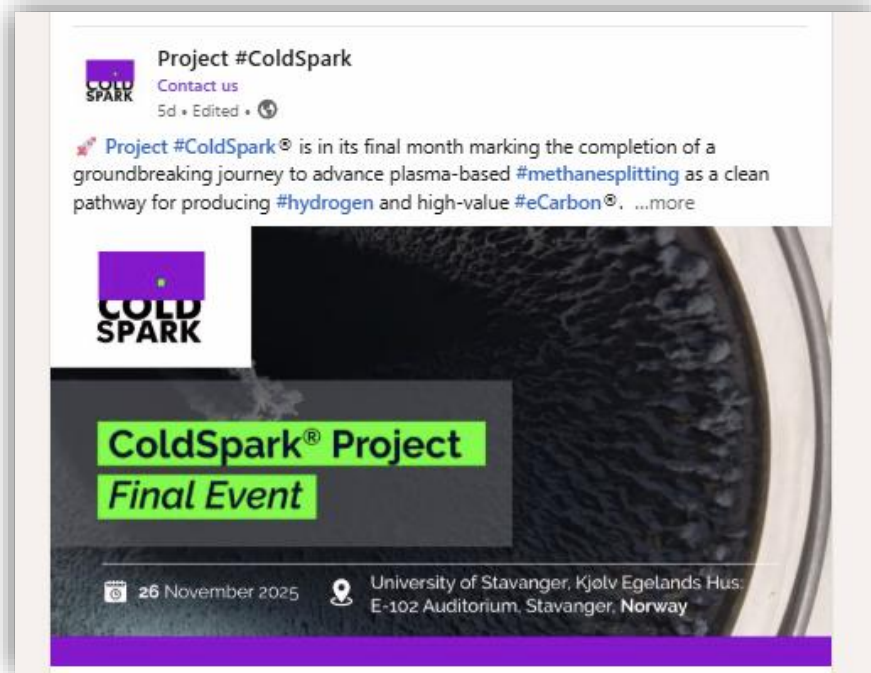 COLD
SPARK
Project #ColdSpark
Contact us
5d • Edited •
Project #ColdSpark® is in its final month marking the completion of a
groundbreaking journey to advance plasma-based #methanesplitting as a clean
pathway for producing #hydrogen and high-value #eCarbon®. ...more
COLD
SPARK
ColdSpark® Project
Final Event
26 November 2025
University of Stavanger, Kjølv Egelands Hus:
E-102 Auditorium, Stavanger, Norway